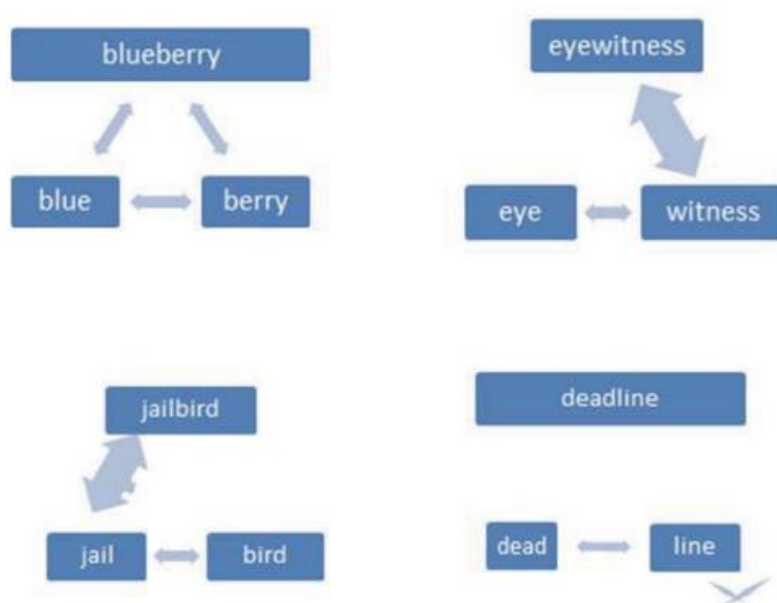 blueberry
blue
berry
eyewitness
eye
witness
jailbird
jail
bird
deadline
dead
line